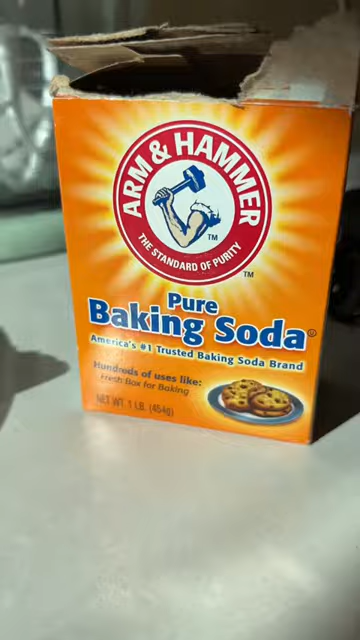 ARM & HAMMER
THE STANDARD OF PURITY
TM
TM
Pure
Baking Soda
America's #1 Trusted Baking Soda Brand
Hundreds of uses like:
Fresh Box for Baking
NET WT 1 LB. (454g)